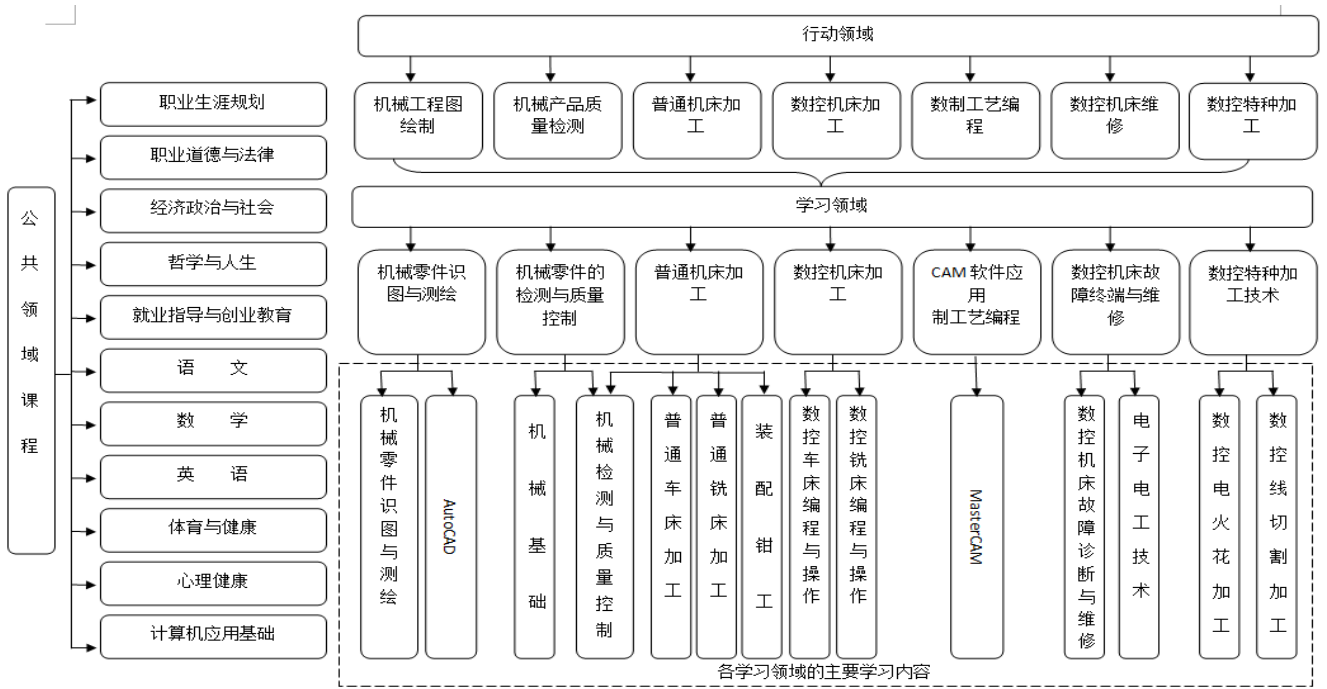 行动领域
机械工程图
绘制
机械产品质
量检测
普通机床加
工
数控机床加
工
数制工艺编
程
数控机床维
修
数控特种加
工
学习领域
机械零件识
图与测绘
机械零件的
检测与质量
控制
普通机床加
工
数控机床加
工
CAM 软件应
用
制工艺编程
数控机床故
障终端与维
修
数控特种加
工技术
机械零件识图与测绘
AutoCAD
机械基础
机械检测与质量控制
普通车床加工
普通铣床加工
装配钳工
数控车床编程与操作
数控铣床编程与操作
MasterCAM
数控机床故障诊断与维修
电子电工技术
数控电火花加工
数控线切割加工
各学习领域的主要学习内容
公共领域课程
职业生涯规划
职业道德与法律
经济政治与社会
哲学与人生
就业指导与创业教育
语 文
数 学
英 语
体育与健康
心理健康
计算机应用基础